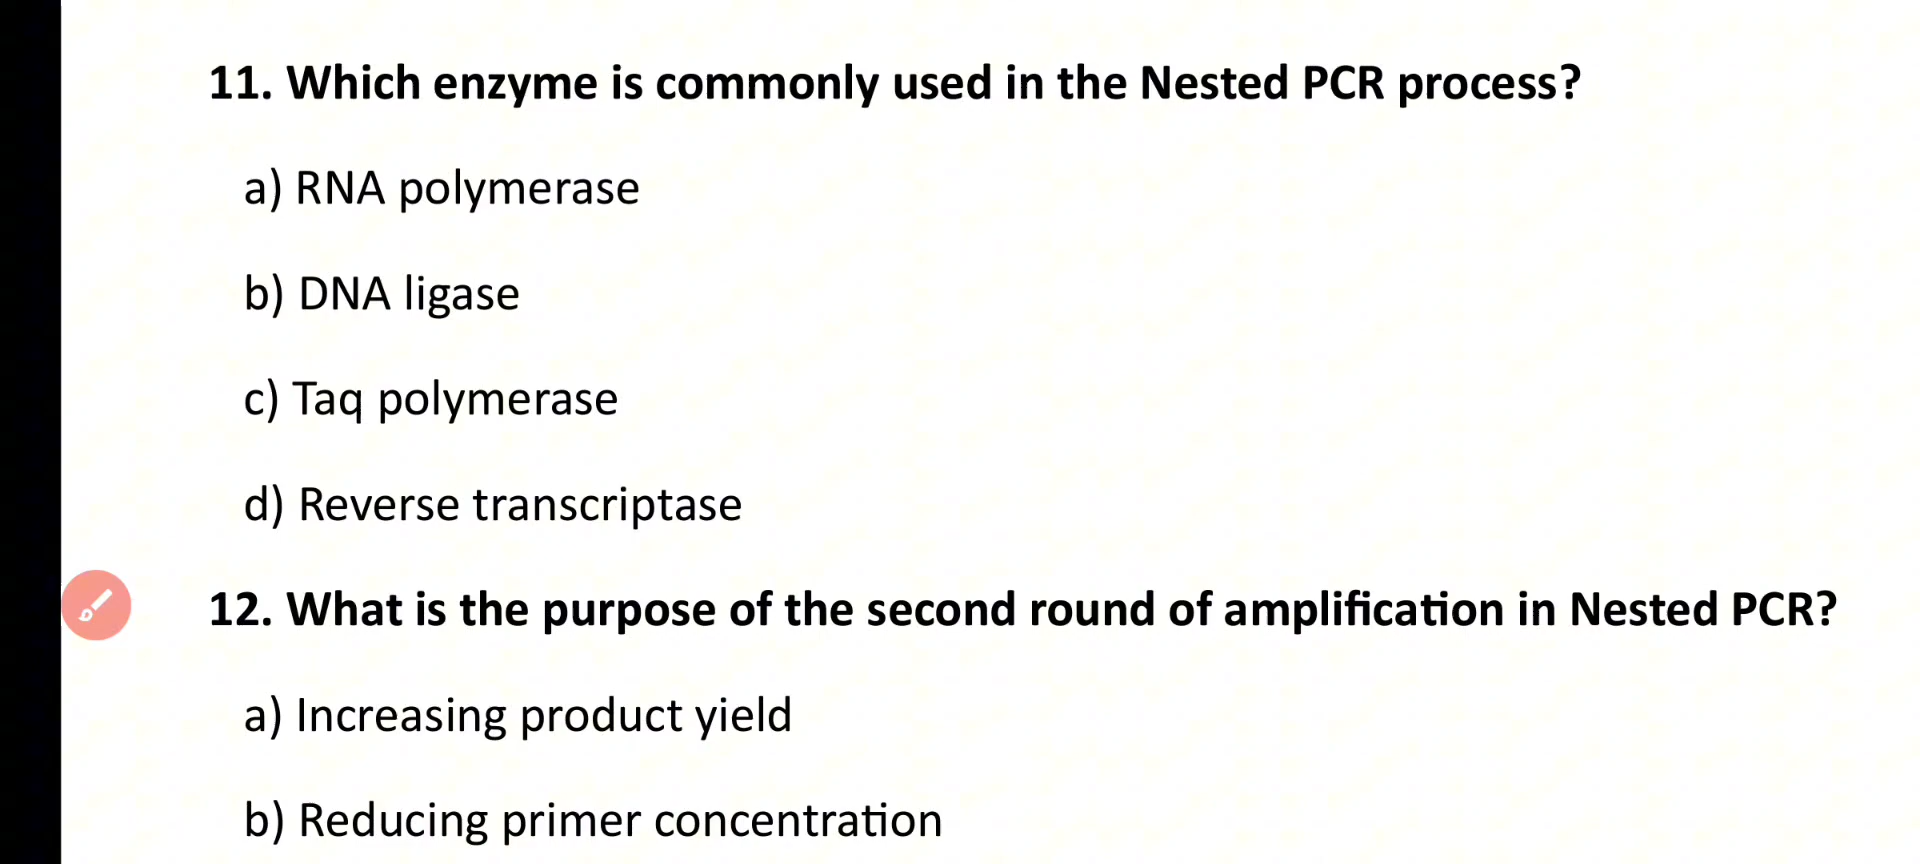 11. Which enzyme is commonly used in the Nested PCR process?
a) RNA polymerase
b) DNA ligase
c) Taq polymerase
d) Reverse transcriptase
12. What is the purpose of the second round of amplification in Nested PCR?
a) Increasing product yield
b) Reducing primer concentration